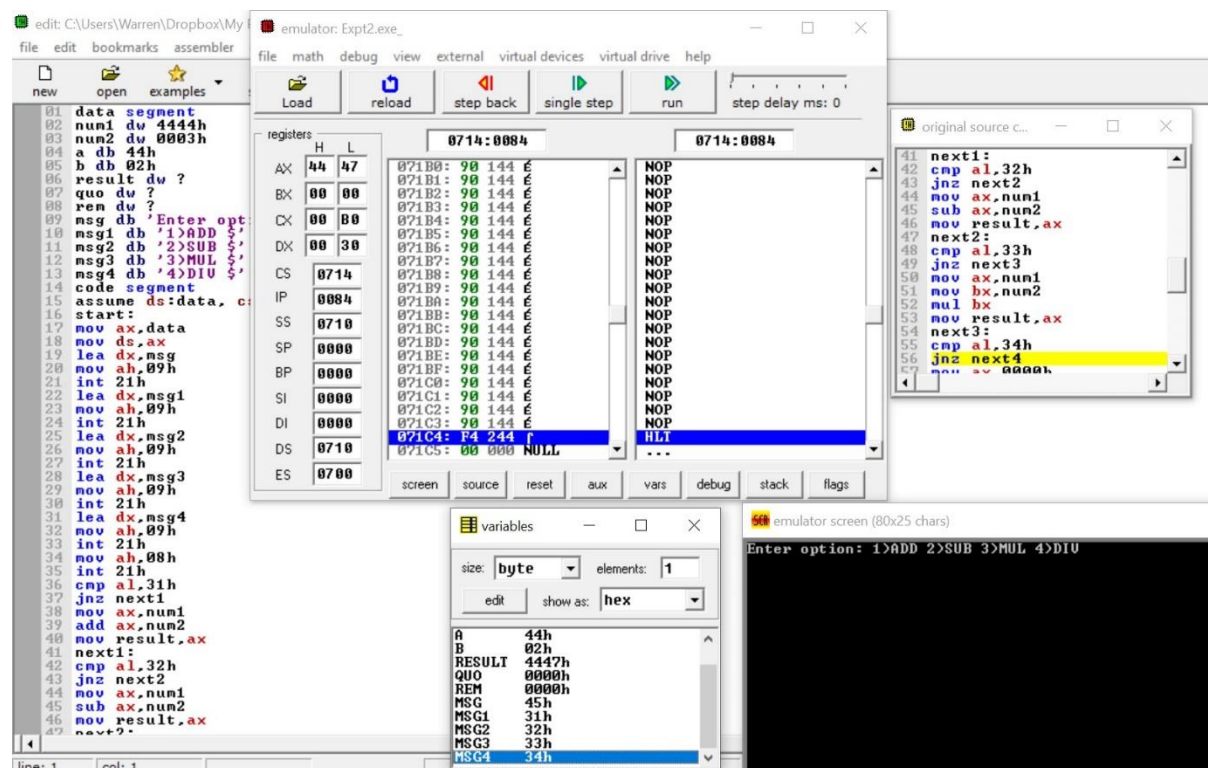 edit: C:\Users\Warren\Dropbox\My
file edit bookmarks assembler
new open examples
01 data segment
02 num1 dw 4444h
03 num2 dw 0003h
04 a db 44h
05 b db 02h
06 result dw ?
07 quo dw ?
08 rem dw ?
09 msg db 'Enter opt
10 msg1 db '1>ADD $'
11 msg2 db '2>SUB $'
12 msg3 db '3>MUL $'
13 msg4 db '4>DIV $'
14 code segment
15 assume ds:data, c
16 start:
17 mov ax,data
18 mov ds,ax
19 lea dx,msg
20 mov ah,09h
21 int 21h
22 lea dx,msg1
23 mov ah,09h
24 int 21h
25 lea dx,msg2
26 mov ah,09h
27 int 21h
28 lea dx,msg3
29 mov ah,09h
30 int 21h
31 lea dx,msg4
32 mov ah,09h
33 int 21h
34 mov ah,08h
35 int 21h
36 cmp al,31h
37 jnz next1
38 mov ax,num1
39 add ax,num2
40 mov result,ax
41 next1:
42 cmp al,32h
43 jnz next2
44 mov ax,num1
45 sub ax,num2
46 mov result,ax
47 next2:
line: 1 col: 1
emulator: Expt2.exe_
file math debug view external virtual devices virtual drive help
Load reload step back single step run step delay ms: 0
registers
H L
AX 44 47
BX 00 00
CX 00 B0
DX 00 30
CS 0714
IP 0084
SS 0710
SP 0000
BP 0000
SI 0000
DI 0000
DS 0710
ES 0700
0714:0084 0714:0084
071B0: 90 144 É NOP
071B1: 90 144 É NOP
071B2: 90 144 É NOP
071B3: 90 144 É NOP
071B4: 90 144 É NOP
071B5: 90 144 É NOP
071B6: 90 144 É NOP
071B7: 90 144 É NOP
071B8: 90 144 É NOP
071B9: 90 144 É NOP
071BA: 90 144 É NOP
071BB: 90 144 É NOP
071BC: 90 144 É NOP
071BD: 90 144 É NOP
071BE: 90 144 É NOP
071BF: 90 144 É NOP
071C0: 90 144 É NOP
071C1: 90 144 É NOP
071C2: 90 144 É NOP
071C3: 90 144 É NOP
071C4: F4 244 ⌠ HLT
071C5: 00 000 NULL ...
screen source reset aux vars debug stack flags
original source c...
41 next1:
42 cmp al,32h
43 jnz next2
44 mov ax,num1
45 sub ax,num2
46 mov result,ax
47 next2:
48 cmp al,33h
49 jnz next3
50 mov ax,num1
51 mov bx,num2
52 mul bx
53 mov result,ax
54 next3:
55 cmp al,34h
56 jnz next4
57 mov ax,0000h
variables
size: byte elements: 1
edit show as: hex
A 44h
B 02h
RESULT 4447h
QUO 0000h
REM 0000h
MSG 45h
MSG1 31h
MSG2 32h
MSG3 33h
MSG4 34h
SCR emulator screen (80x25 chars)
Enter option: 1>ADD 2>SUB 3>MUL 4>DIV